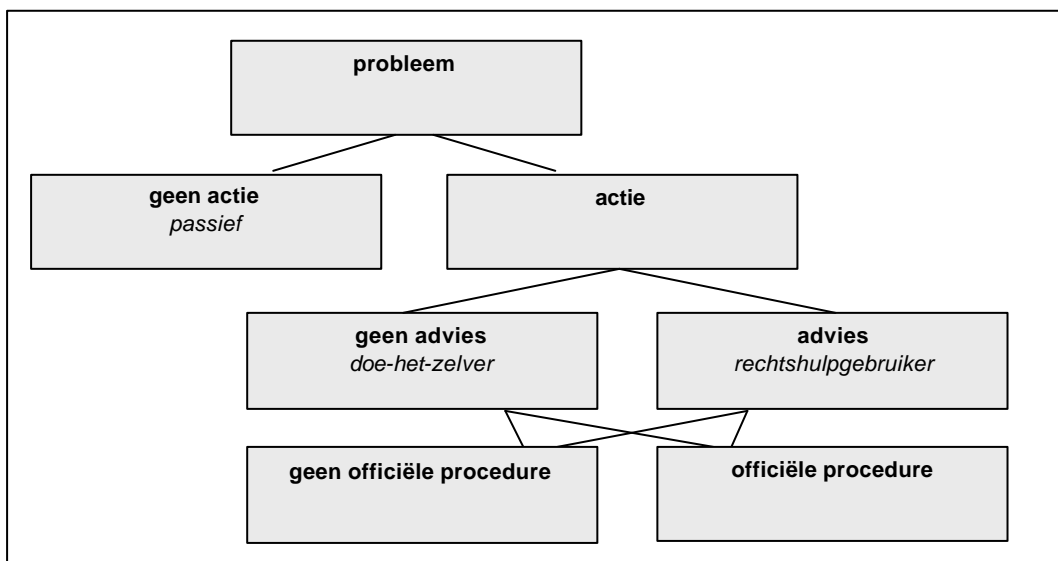 probleem
geen actie
passief
actie
geen advies
doe-het-zelver
advies
rechtshulpgebruiker
geen officiële procedure
officiële procedure